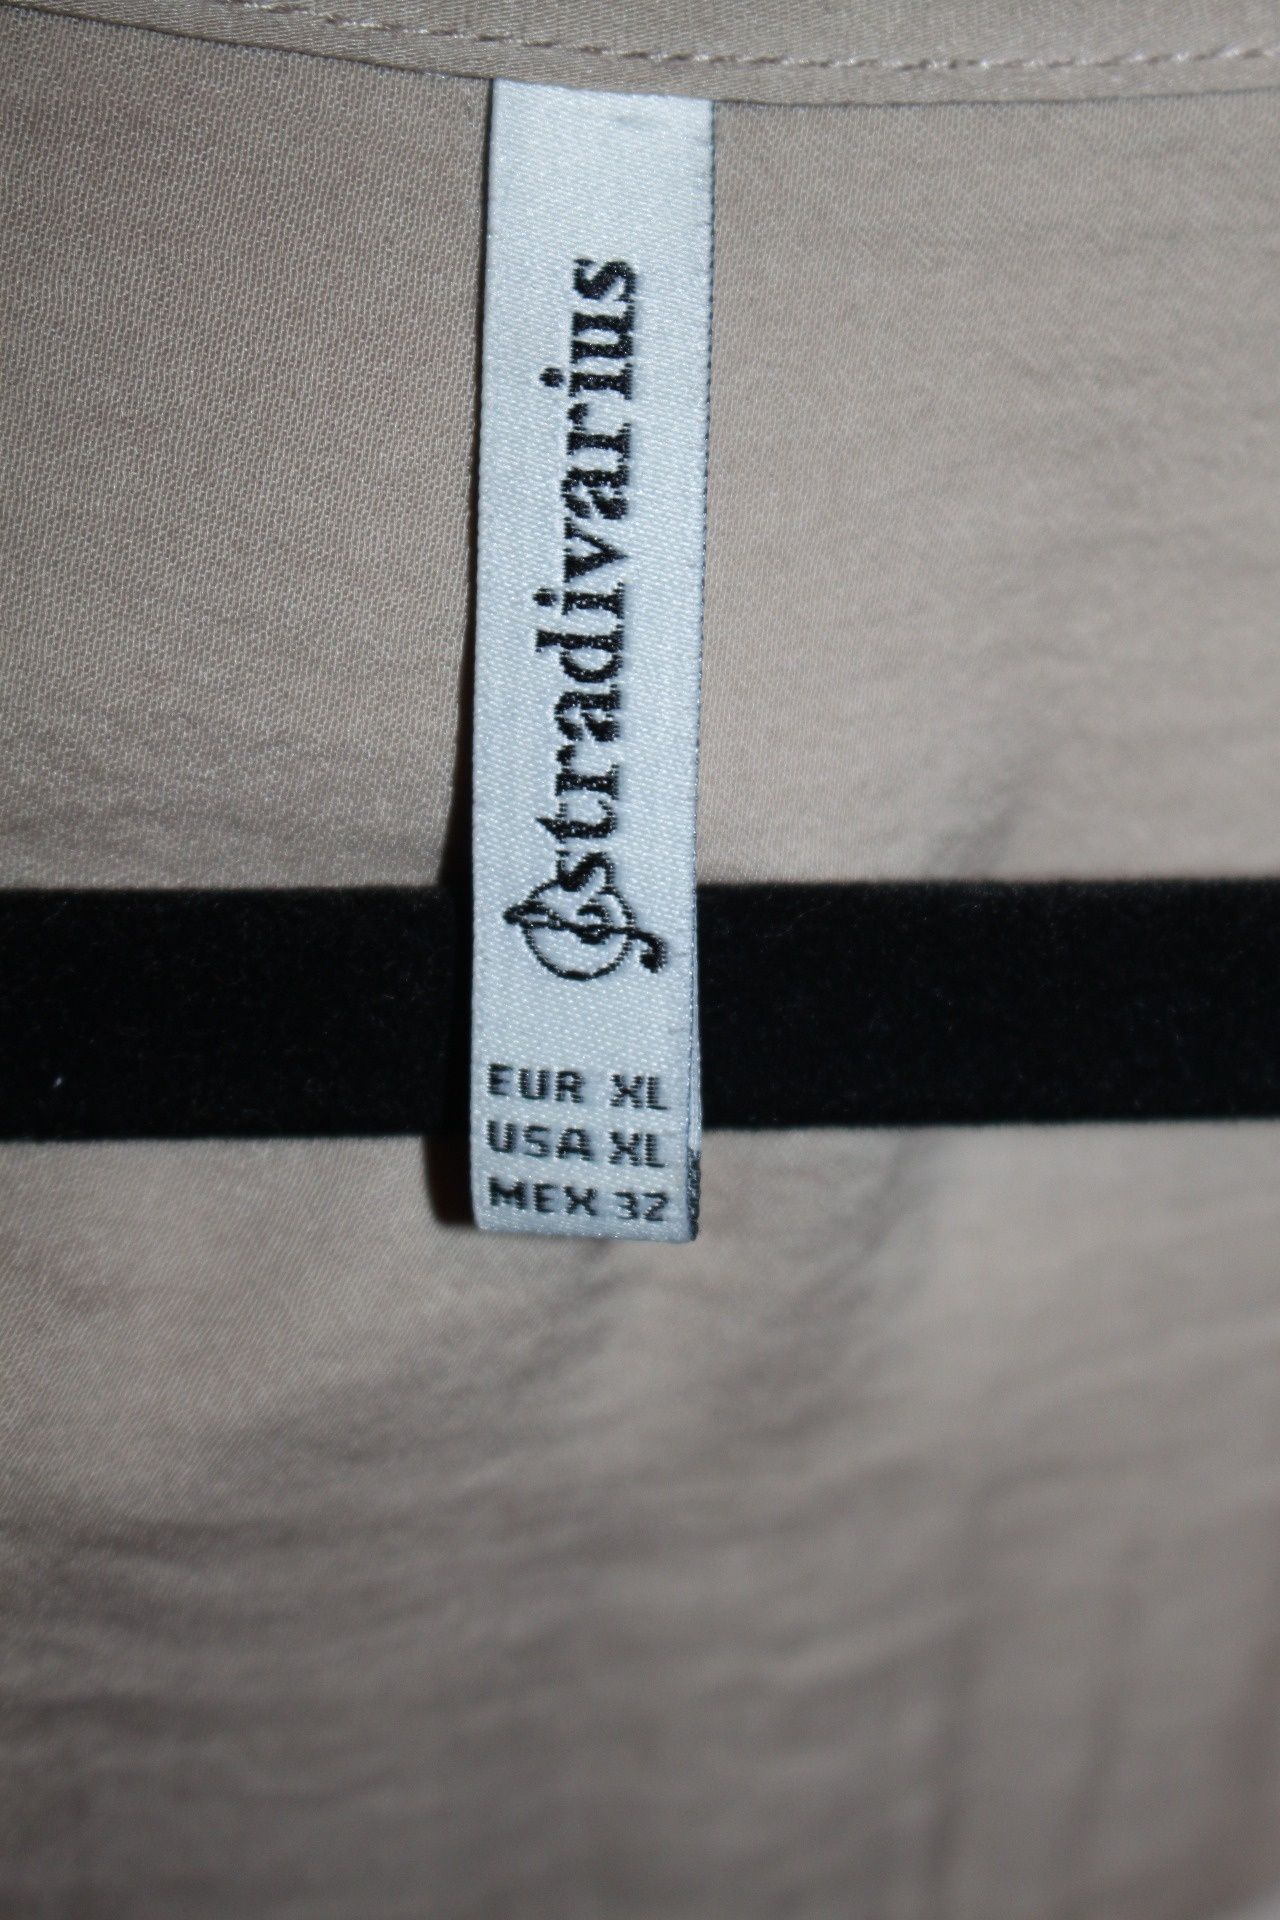 stradivarius
EUR XL
USA XL
MEX 32